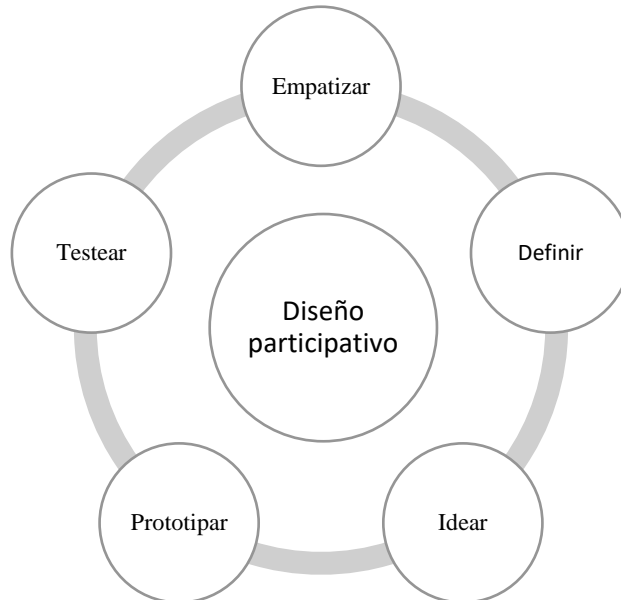 Empatizar
Definir
Idear
Prototipar
Testear
Diseño
participativo